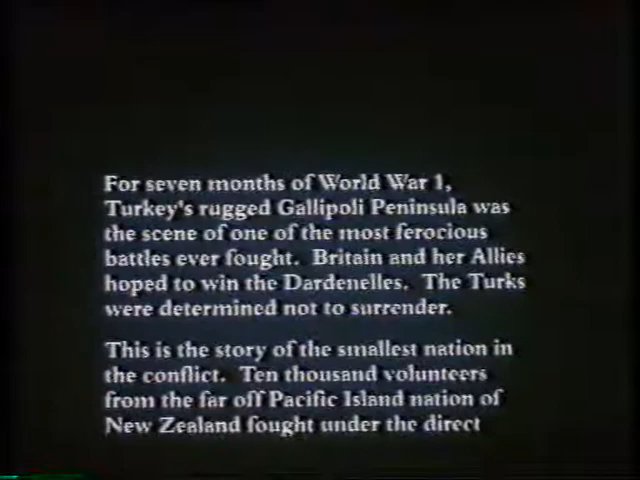 For seven months of World War 1,
Turkey's rugged Gallipoli Peninsula was
the scene of one of the most ferocious
battles ever fought. Britain and her Allies
hoped to win the Dardenelles. The Turks
were determined not to surrender.
This is the story of the smallest nation in
the conflict. Ten thousand volunteers
from the far off Pacific Island nation of
New Zealand fought under the direct